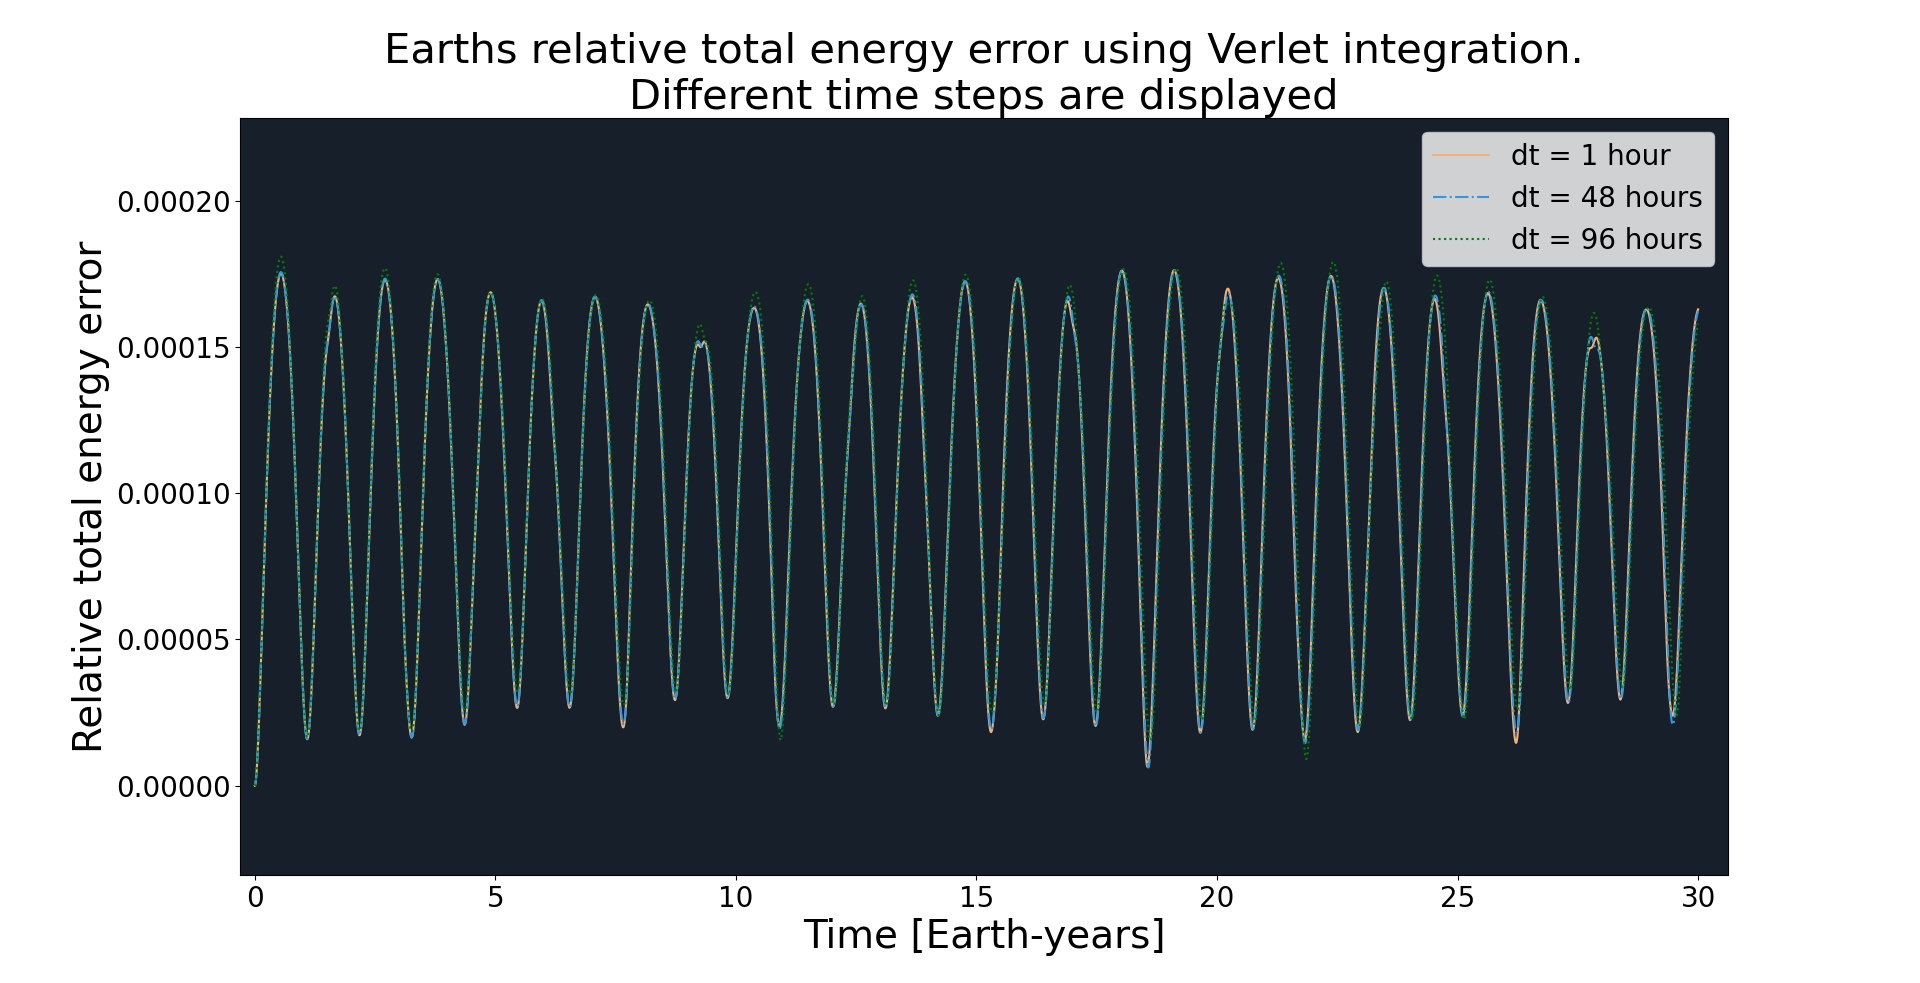 Earths relative total energy error using Verlet integration.
Different time steps are displayed
dt = 1 hour
dt = 48 hours
dt = 96 hours
Relative total energy error
0.00020
0.00015
0.00010
0.00005
0.00000
0 5 10 15 20 25 30
Time [Earth-years]